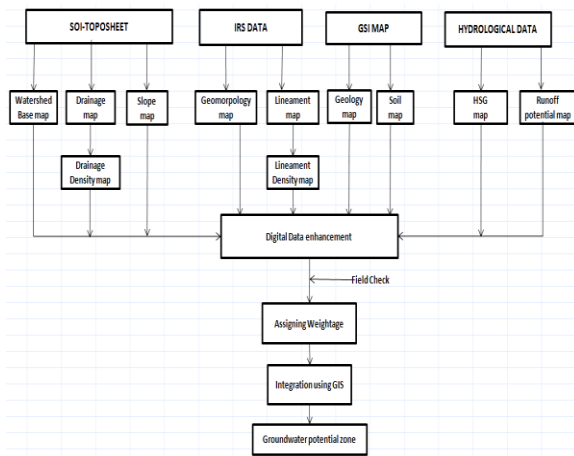 SOI-TOPOSHEET
IRS DATA
GSI MAP
HYDROLOGICAL DATA
Watershed
Base map
Drainage
map
Slope
map
Geomorpology
map
Lineament
map
Geology
map
Soil
map
HSG
map
Runoff
potential map
Drainage
Density map
Lineament
Density map
Digital Data enhancement
Field Check
Assigning Weightage
Integration using GIS
Groundwater potential zone